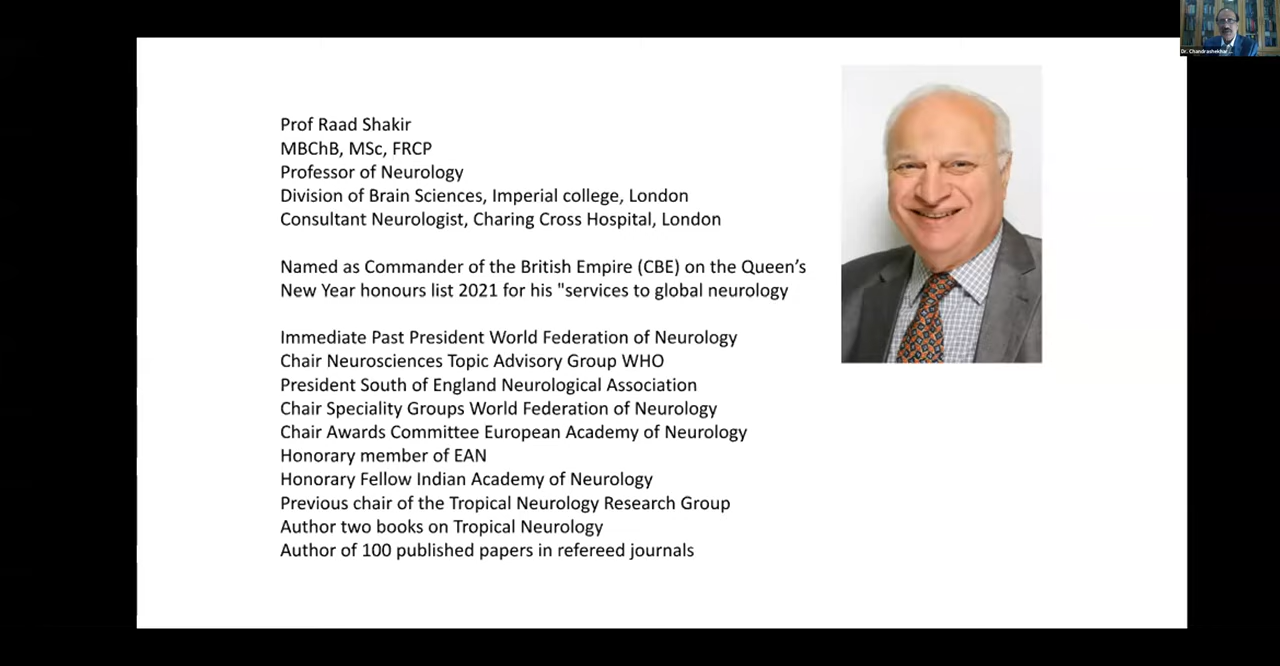 Prof Raad Shakir
MBChB, MSc, FRCP
Professor of Neurology
Division of Brain Sciences, Imperial college, London
Consultant Neurologist, Charing Cross Hospital, London
Named as Commander of the British Empire (CBE) on the Queen’s
New Year honours list 2021 for his "services to global neurology
Immediate Past President World Federation of Neurology
Chair Neurosciences Topic Advisory Group WHO
President South of England Neurological Association
Chair Speciality Groups World Federation of Neurology
Chair Awards Committee European Academy of Neurology
Honorary member of EAN
Honorary Fellow Indian Academy of Neurology
Previous chair of the Tropical Neurology Research Group
Author two books on Tropical Neurology
Author of 100 published papers in refereed journals
Dr. Chandrashekhar